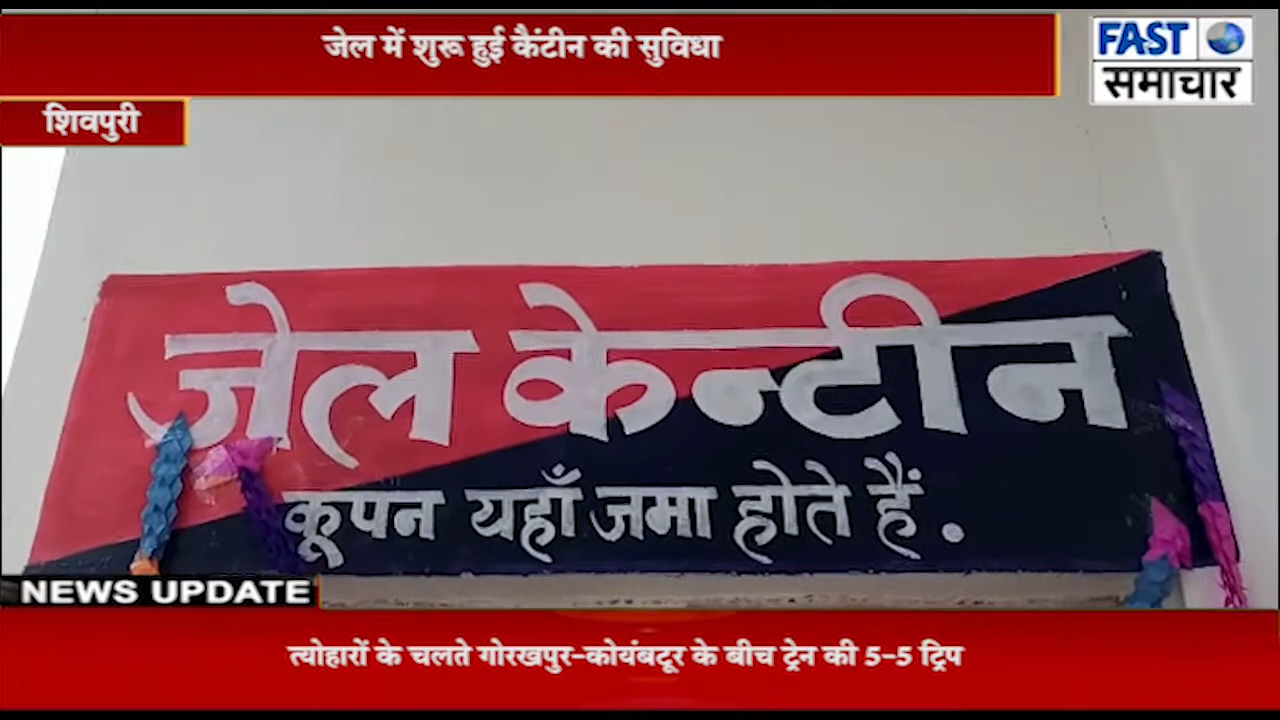 जेल में शुरू हुई कैंटीन की सुविधा
FAST
समाचार
शिवपुरी
जेल केन्टीन
कूपन यहाँ जमा होते हैं.
NEWS UPDATE
त्योहारों के चलते गोरखपुर-कोयंबटूर के बीच ट्रेन की 5-5 ट्रिप